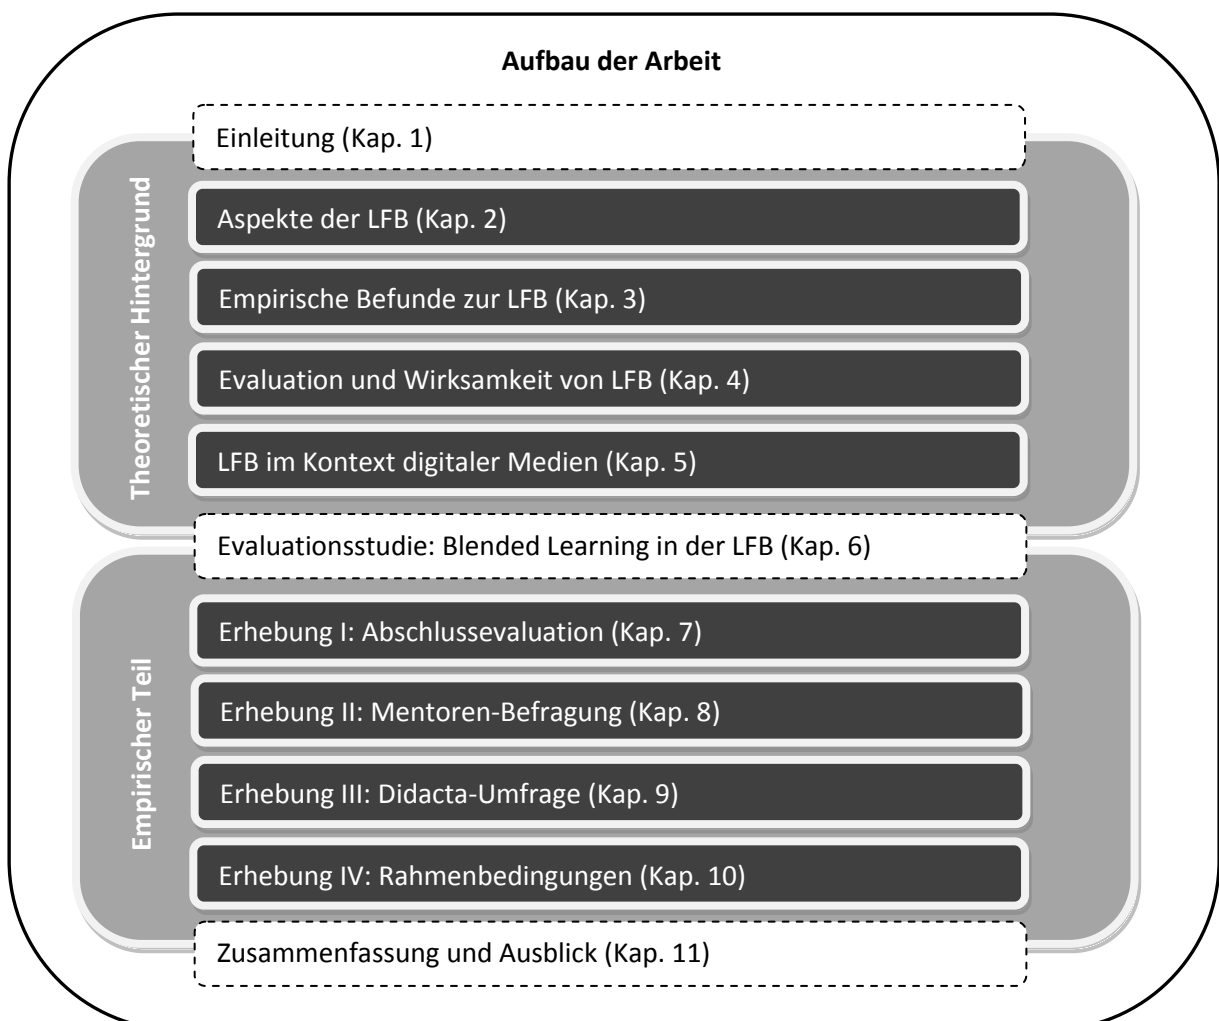 Aufbau der Arbeit
Einleitung (Kap. 1)
Theoretischer Hintergrund
Aspekte der LFB (Kap. 2)
Empirische Befunde zur LFB (Kap. 3)
Evaluation und Wirksamkeit von LFB (Kap. 4)
LFB im Kontext digitaler Medien (Kap. 5)
Evaluationsstudie: Blended Learning in der LFB (Kap. 6)
Empirischer Teil
Erhebung I: Abschlussevaluation (Kap. 7)
Erhebung II: Mentoren-Befragung (Kap. 8)
Erhebung III: Didacta-Umfrage (Kap. 9)
Erhebung IV: Rahmenbedingungen (Kap. 10)
Zusammenfassung und Ausblick (Kap. 11)